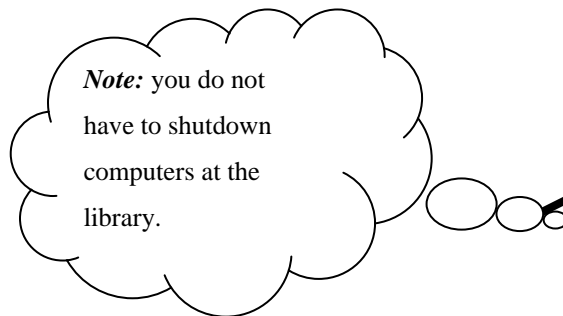 Note: you do not
have to shutdown
computers at the
library.